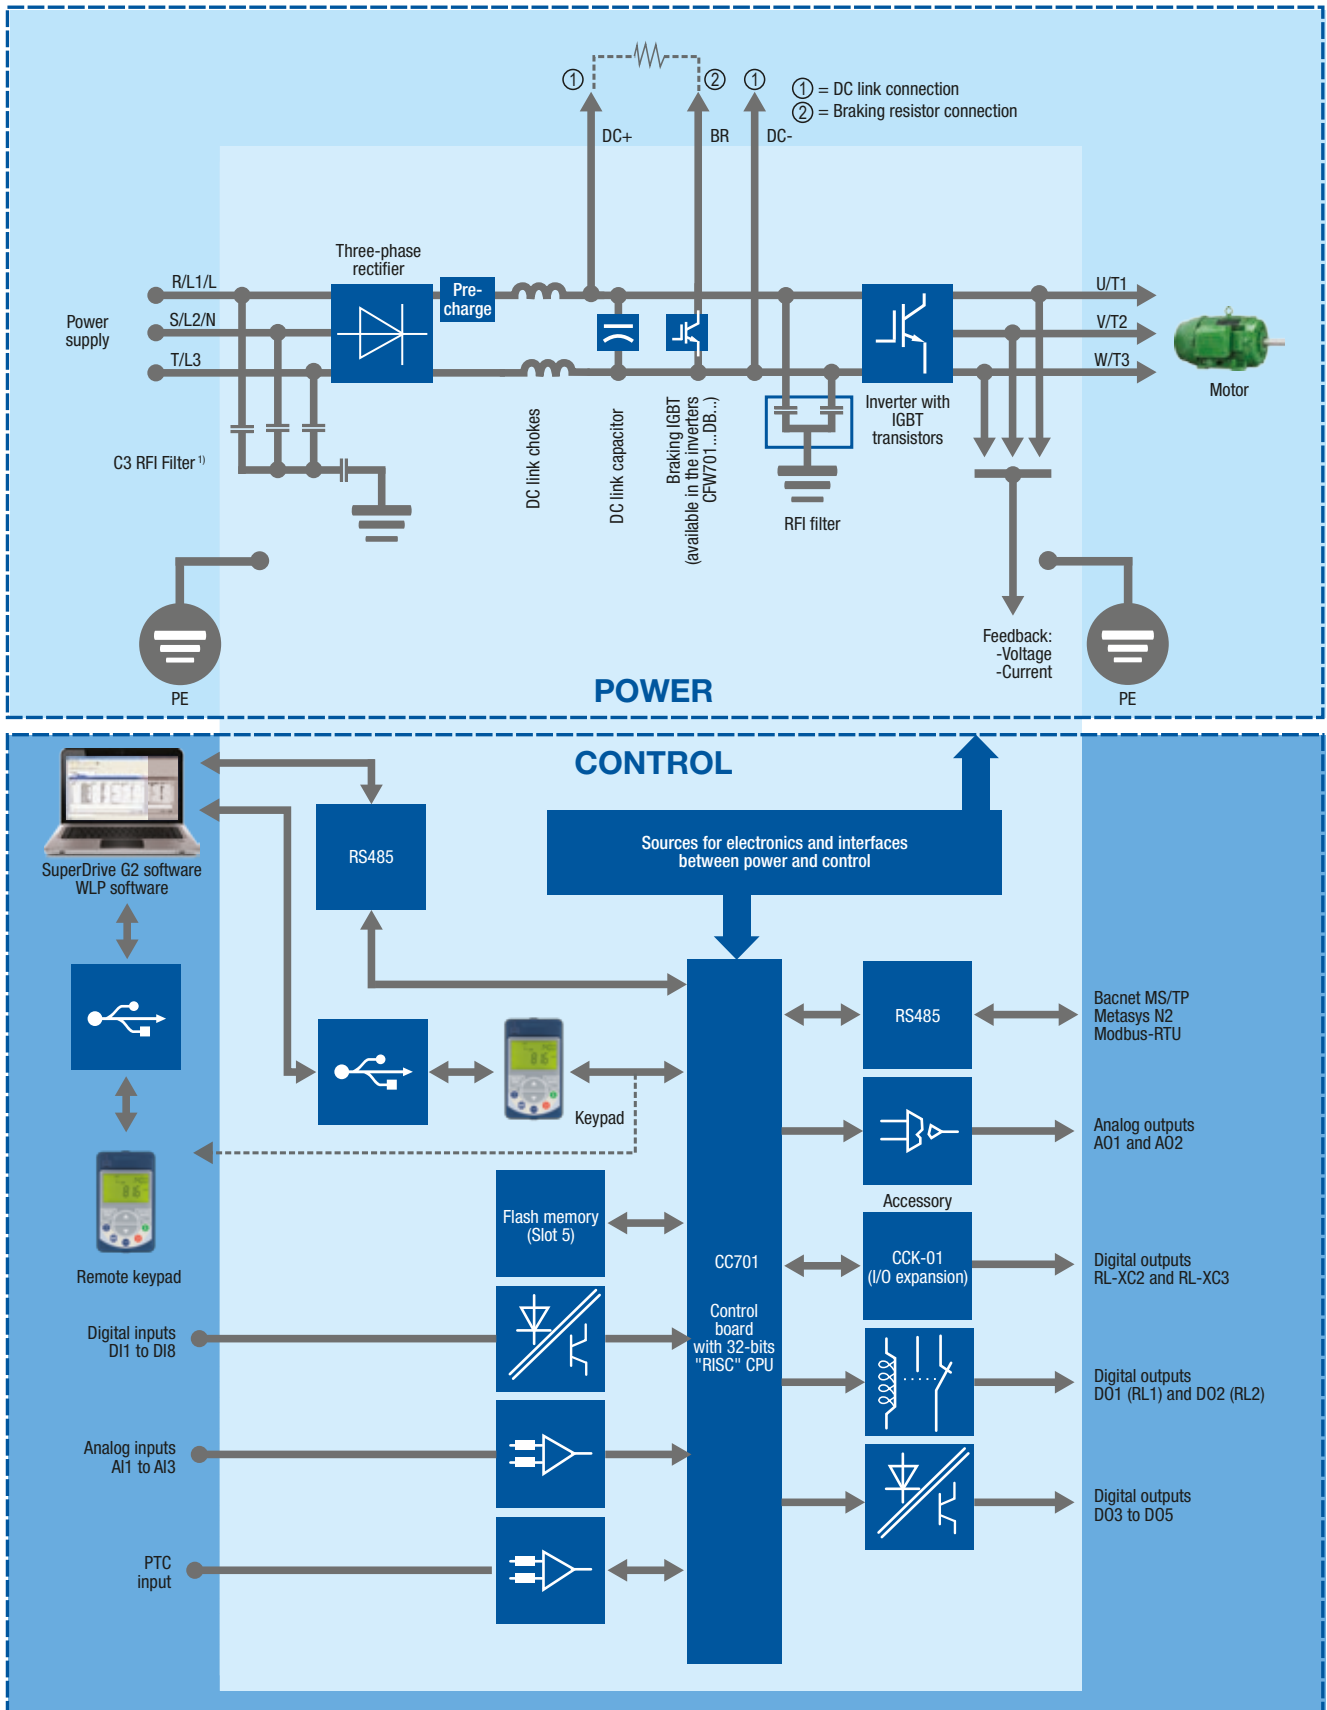 1
2
1
1 = DC link connection
2 = Braking resistor connection
DC+
BR
DC-
Three-phase
rectifier
R/L1/L
Pre-
charge
U/T1
Power
supply
S/L2/N
V/T2
T/L3
W/T3
Motor
DC link chokes
DC link capacitor
Braking IGBT
(available in the inverters
CFW701...DB...)
Inverter with
IGBT
transistors
C3 RFI Filter 1)
RFI filter
Feedback:
-Voltage
-Current
PE
PE
POWER
CONTROL
SuperDrive G2 software
WLP software
RS485
Sources for electronics and interfaces
between power and control
RS485
Bacnet MS/TP
Metasys N2
Modbus-RTU
Keypad
Analog outputs
AO1 and AO2
Accessory
Remote keypad
Flash memory
(Slot 5)
CC701
Control
board
with 32-bits
"RISC" CPU
CCK-01
(I/O expansion)
Digital outputs
RL-XC2 and RL-XC3
Digital inputs
DI1 to DI8
Digital outputs
DO1 (RL1) and DO2 (RL2)
Analog inputs
AI1 to AI3
Digital outputs
DO3 to DO5
PTC
input